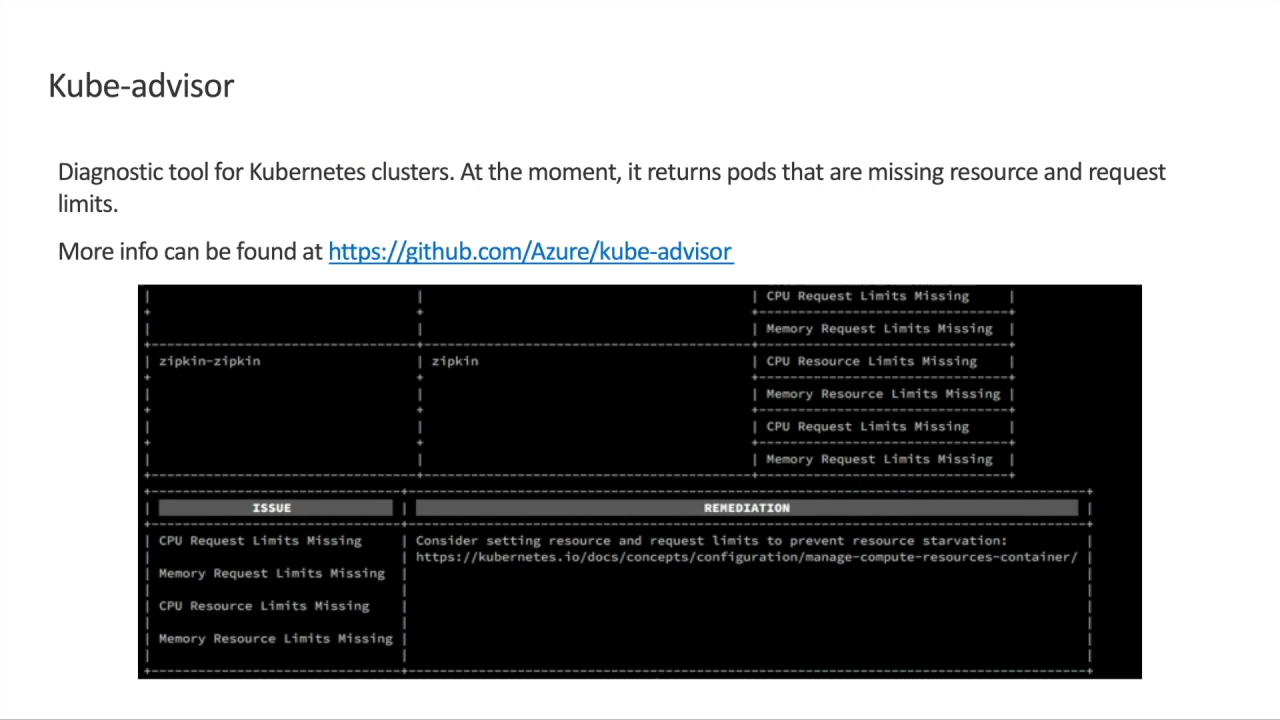 Kube-advisor
Diagnostic tool for Kubernetes clusters. At the moment, it returns pods that are missing resource and request
limits.
More info can be found at https://github.com/Azure/kube-advisor
CPU Request Limits Missing
Memory Request Limits Missing
zipkin-zipkin | zipkin | CPU Resource Limits Missing
Memory Resource Limits Missing
CPU Request Limits Missing
Memory Request Limits Missing
ISSUE | REMEDIATION
CPU Request Limits Missing | Consider setting resource and request limits to prevent resource starvation:
https://kubernetes.io/docs/concepts/configuration/manage-compute-resources-container/
Memory Request Limits Missing
CPU Resource Limits Missing
Memory Resource Limits Missing